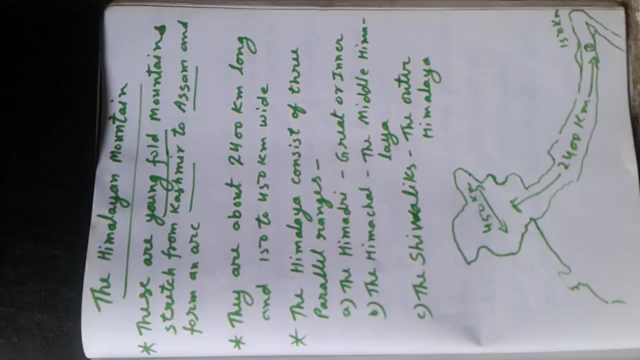 The Himalayan Mountain
* These are young fold mountains
stretch from Kashmir to Assam and
form an arc
* They are about 2400 Km long
and 150 to 450 Km wide
* The Himalaya consist of three
Parallel ranges -
a) The Himadri - Great or Inner
b) The Himachal - The Middle Hima-
laya
c) The Shiwaliks - The outer
Himalaya
450 Km
2400 Km
150 Km